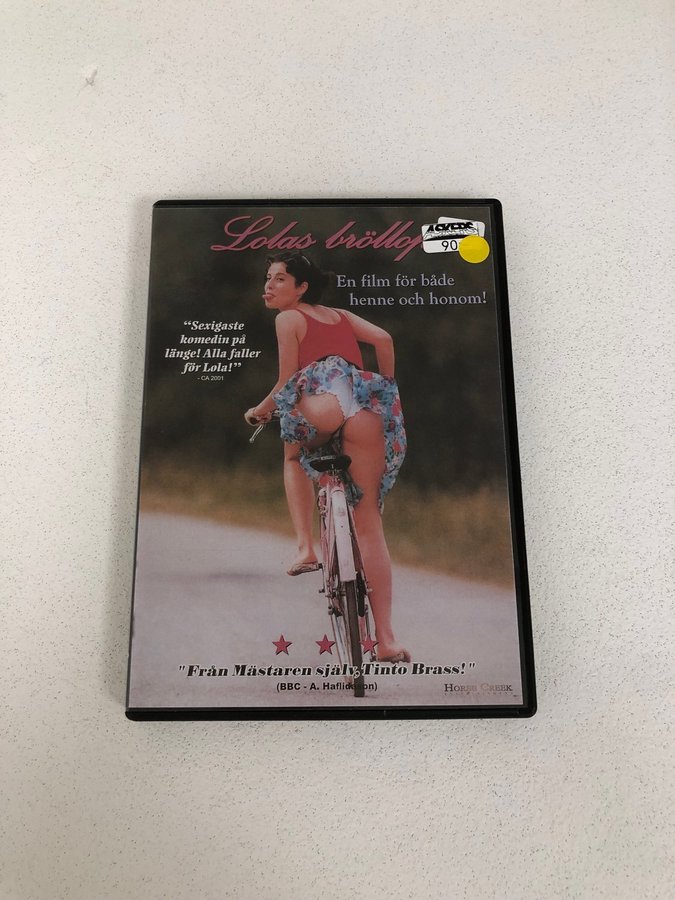 Lolas bröllop
90:
En film för både
henne och honom!
“Sexigaste
komedin på
länge! Alla faller
för Lola!”
- CA 2001
"Från Mästaren själv, Tinto Brass!"
(BBC - A. Haflidason)
HORSE CREEK